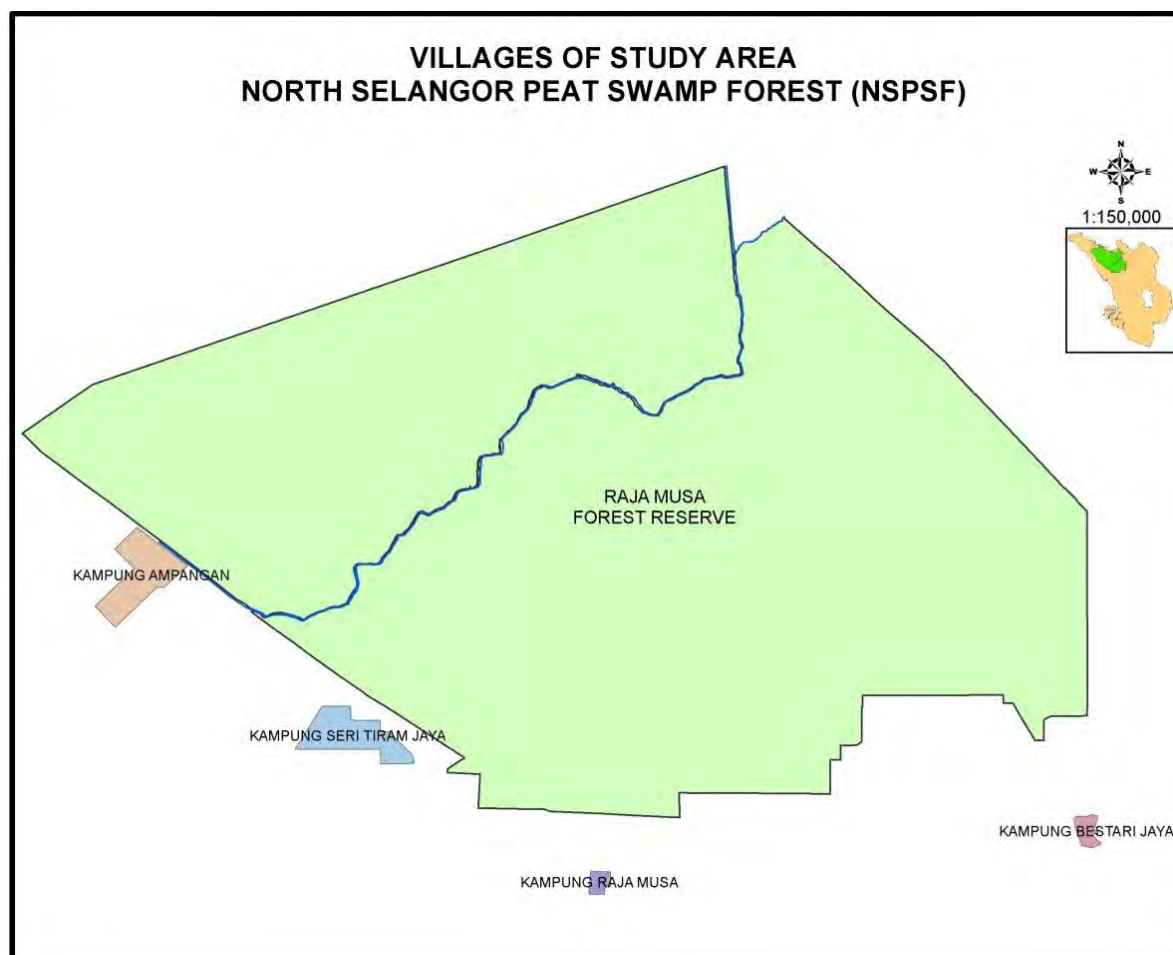 VILLAGES OF STUDY AREA
NORTH SELANGOR PEAT SWAMP FOREST (NSPSF)
N
W E
S
1:150,000
RAJA MUSA
FOREST RESERVE
KAMPUNG AMPANGAN
KAMPUNG SERI TIRAM JAYA
KAMPUNG BESTARI JAYA
KAMPUNG RAJA MUSA